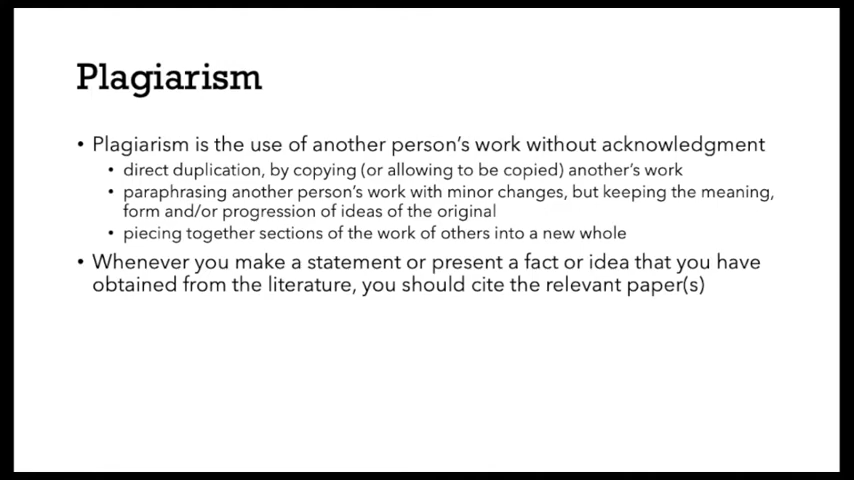 Plagiarism
• Plagiarism is the use of another person's work without acknowledgment
• direct duplication, by copying (or allowing to be copied) another's work
• paraphrasing another person's work with minor changes, but keeping the meaning,
form and/or progression of ideas of the original
• piecing together sections of the work of others into a new whole
• Whenever you make a statement or present a fact or idea that you have
obtained from the literature, you should cite the relevant paper(s)